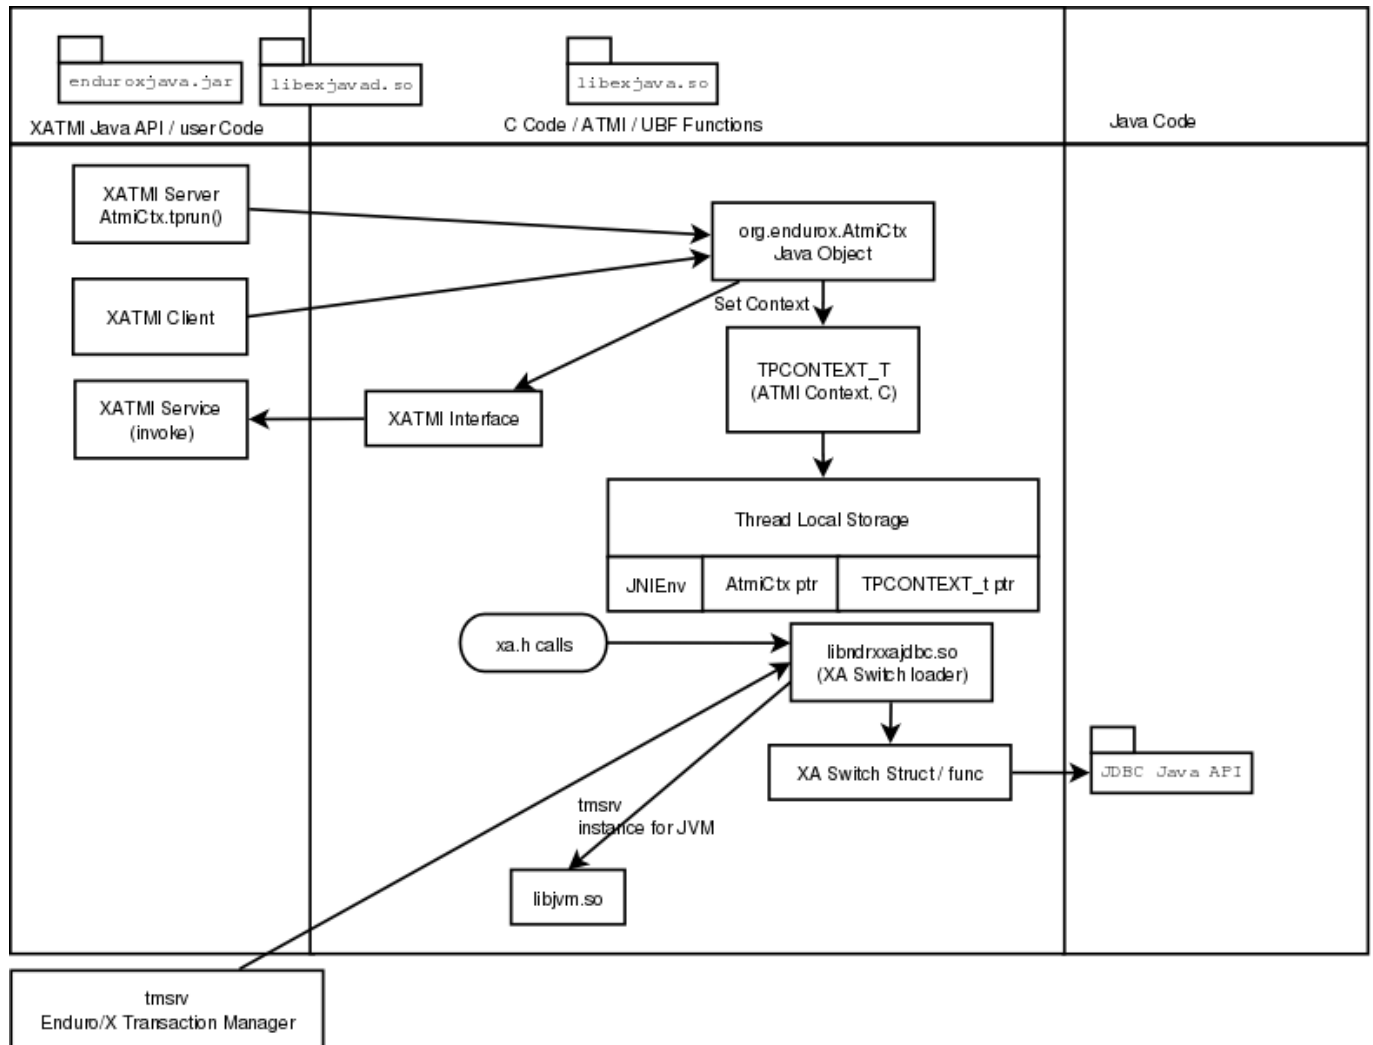 enduroxjava.jar
libexjavad.so
libexjava.so
XATMI Java API / user Code
C Code / ATMI / UBF Functions
Java Code
XATMI Server
AtmiCtx.tprun()
org.endurox.AtmiCtx
Java Object
XATMI Client
Set Context
TPCONTEXT_T
(ATMI Context, C)
XATMI Service
(invoke)
XATMI Interface
Thread Local Storage
JNIEnv
AtmiCtx ptr
TPCONTEXT_t ptr
xa.h calls
libndrxxajdbc.so
(XA Switch loader)
XA Switch Struct / func
JDBC Java API
tmsrv
instance for JVM
libjvm.so
tmsrv
Enduro/X Transaction Manager